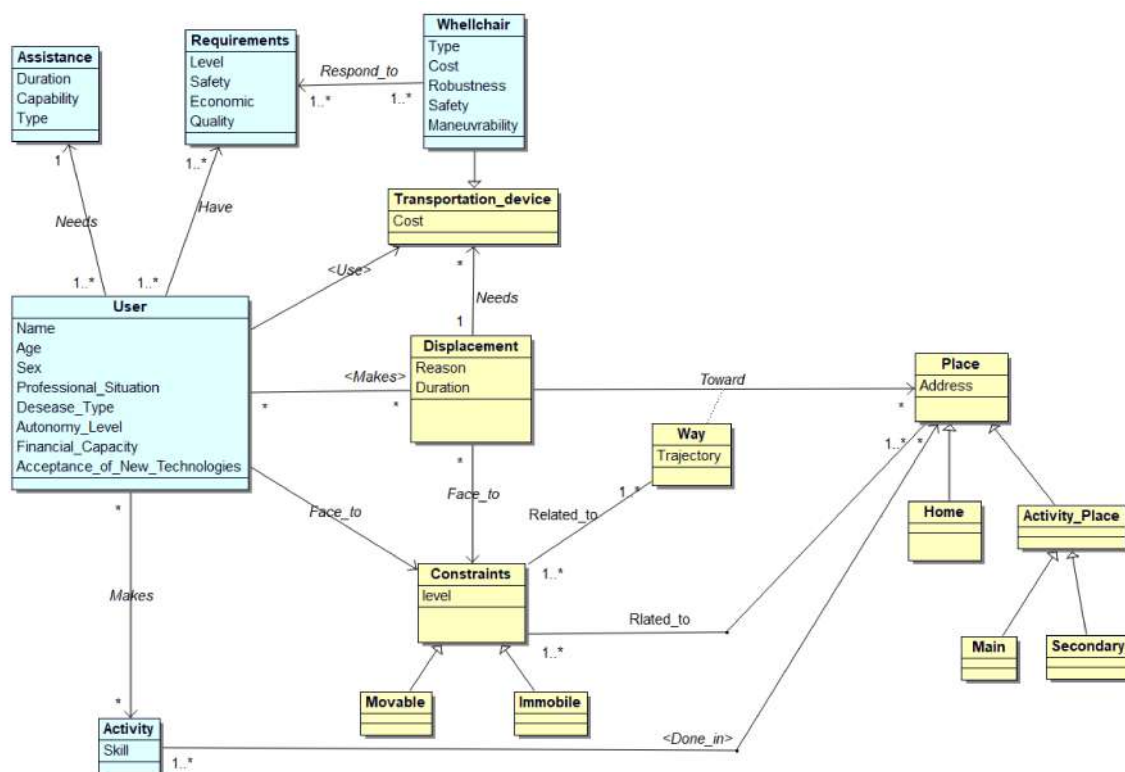 Whellchair
Type
Cost
Robustness
Safety
Maneuvrability
Requirements
Level
Safety
Economic
Quality
Assistance
Duration
Capability
Type
Respond_to
1..*
1..*
1
1..*
Have
Needs
Transportation_device
Cost
<Use>
*
Needs
1
1..*
1..*
User
Name
Age
Sex
Professional_Situation
Desease_Type
Autonomy_Level
Financial_Capacity
Acceptance_of_New_Technologies
<Makes>
*
*
Displacement
Reason
Duration
Toward
*
Place
Address
Way
Trajectory
1..*
*
*
Face_to
Face_to
Related_to
1..*
1..*
Home
Activity_Place
Constraints
level
Rlated_to
1..*
Main
Secondary
Movable
Immobile
*
Makes
*
Activity
Skill
1..*
<Done_in>